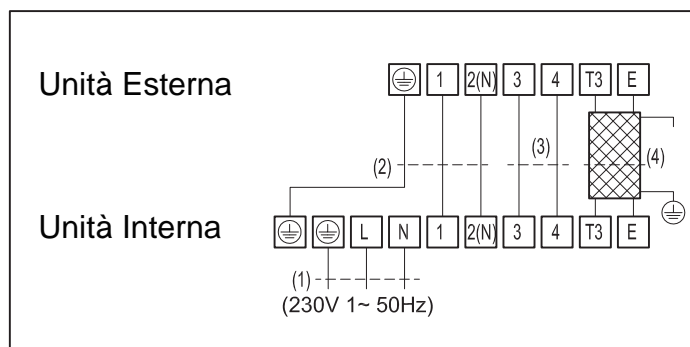 Unità Esterna
1 2(N) 3 4 T3 E
(2) (3) (4)
Unità Interna
L N 1 2(N) 3 4 T3 E
(1)
(230V 1~ 50Hz)